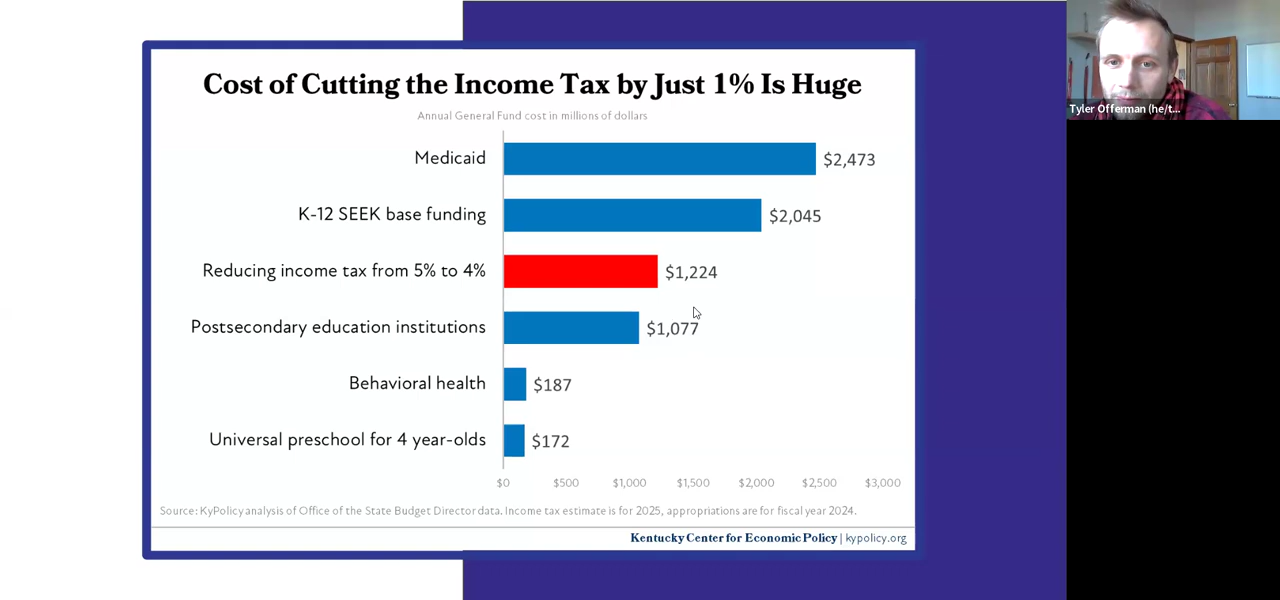 Cost of Cutting the Income Tax by Just 1% Is Huge
Annual General Fund cost in millions of dollars
Medicaid $2,473
K-12 SEEK base funding $2,045
Reducing income tax from 5% to 4% $1,224
Postsecondary education institutions $1,077
Behavioral health $187
Universal preschool for 4 year-olds $172
$0 $500 $1,000 $1,500 $2,000 $2,500 $3,000
Source: KyPolicy analysis of Office of the State Budget Director data. Income tax estimate is for 2025, appropriations are for fiscal year 2024.
Kentucky Center for Economic Policy | kypolicy.org
Tyler Offerman (he/t...